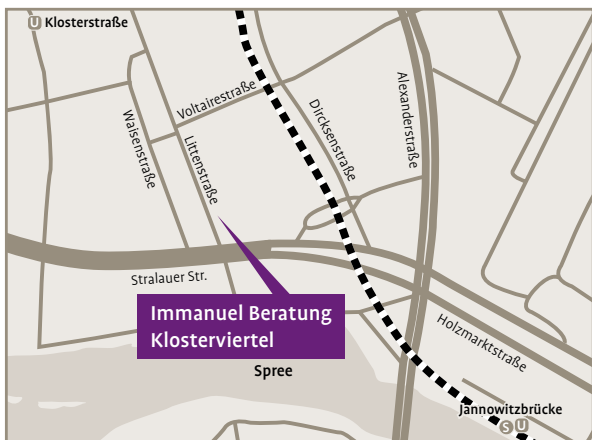 U Klosterstraße
Voltairestraße
Waisenstraße
Littenstraße
Dircksenstraße
Alexanderstraße
Stralauer Str.
Immanuel Beratung
Klosterviertel
Holzmarktstraße
Spree
Jannowitzbrücke
S U